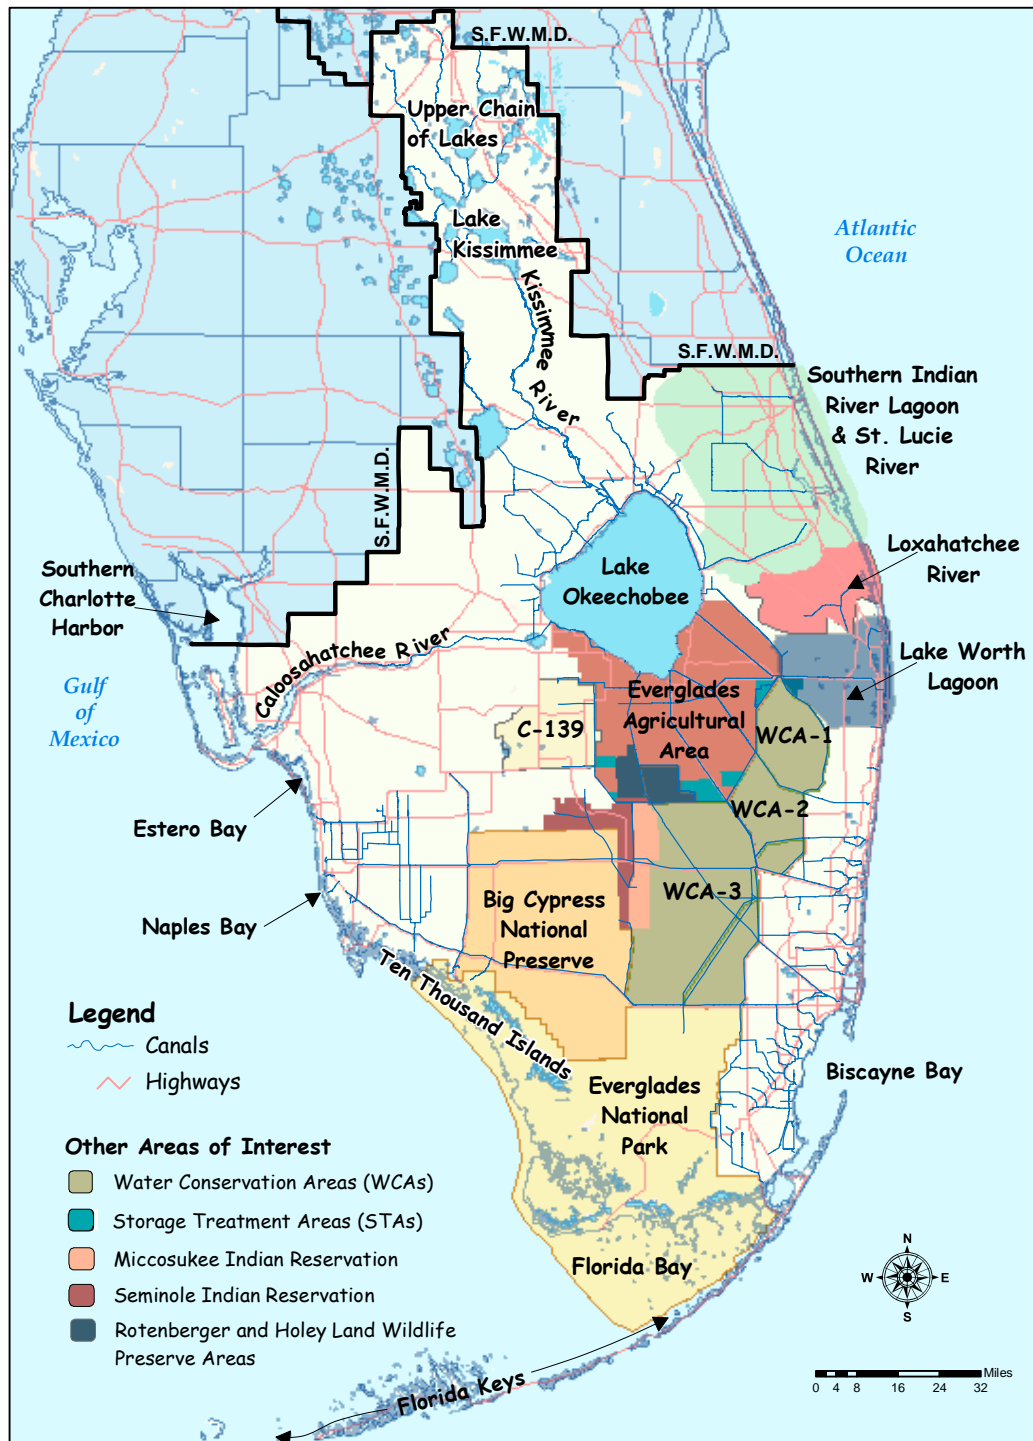 S.F.W.M.D.
Upper Chain
of Lakes
Lake
Kissimmee
Atlantic
Ocean
Kissimmee River
S.F.W.M.D.
Southern Indian
River Lagoon
& St. Lucie
River
S.F.W.M.D.
Loxahatchee
River
Southern
Charlotte
Harbor
Lake
Okeechobee
Caloosahatchee River
Lake Worth
Lagoon
Gulf
of
Mexico
Everglades
Agricultural
Area
C-139
WCA-1
WCA-2
Estero Bay
WCA-3
Naples Bay
Big Cypress
National
Preserve
Ten Thousand Islands
Legend
Canals
Highways
Biscayne Bay
Everglades
National
Park
Other Areas of Interest
Water Conservation Areas (WCAs)
Storage Treatment Areas (STAs)
Miccosukee Indian Reservation
Seminole Indian Reservation
Rotenberger and Holey Land Wildlife
Preserve Areas
Florida Bay
N
W E
S
Florida Keys
Miles
0 4 8 16 24 32